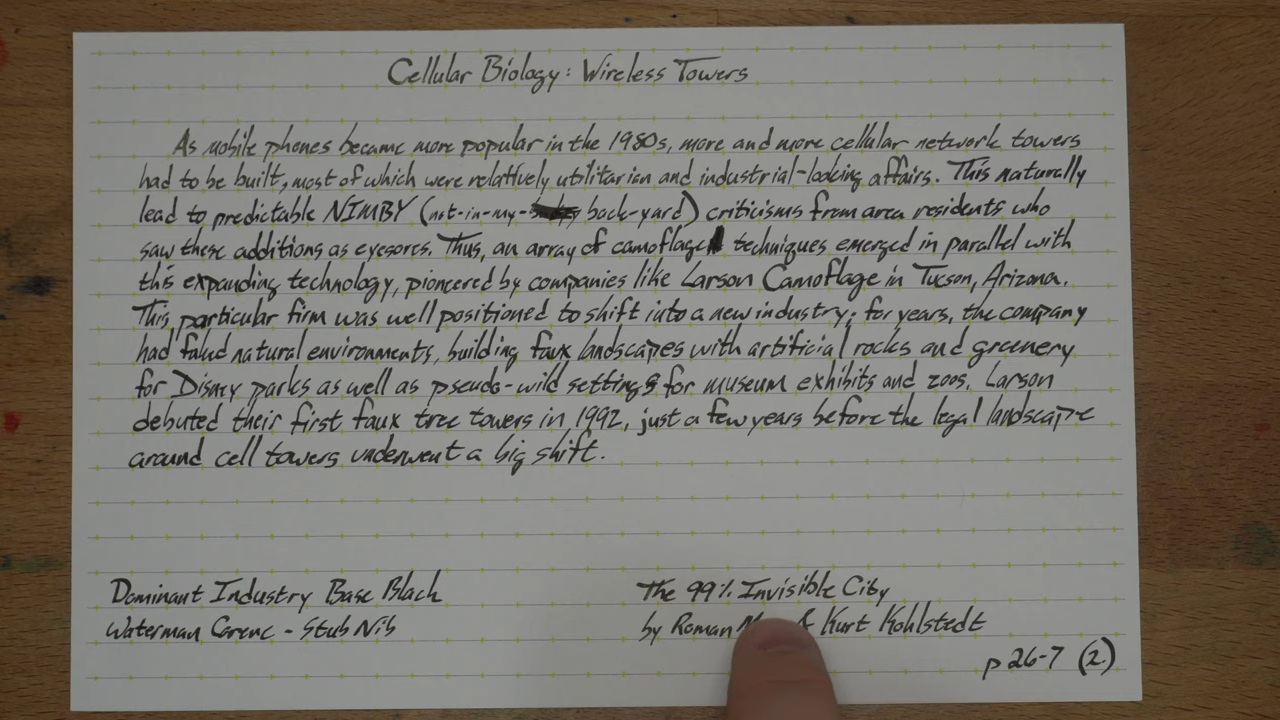 Cellular Biology: Wireless Towers
As mobile phones became more popular in the 1980s, more and more cellular network towers
had to be built, most of which were relatively utilitarian and industrial-looking affairs. This naturally
lead to predictable NIMBY (not-in-my- back-yard) criticisms from area residents who
saw these additions as eyesores. Thus, an array of camoflage techniques emerged in parallel with
this expanding technology, pioneered by companies like Larson Camoflage in Tucson, Arizona.
This particular firm was well positioned to shift into a new industry; for years, the company
had faked natural environments, building faux landscapes with artificial rocks and greenery
for Disney parks as well as pseudo-wild settings for museum exhibits and zoos. Larson
debuted their first faux tree towers in 1992, just a few years before the legal landscape
around cell towers underwent a big shift.
Dominant Industry Base Black
Waterman Carene - Stub Nib
The 99% Invisible City
by Roman & Kurt Kohlstedt
p 26-7 (2)